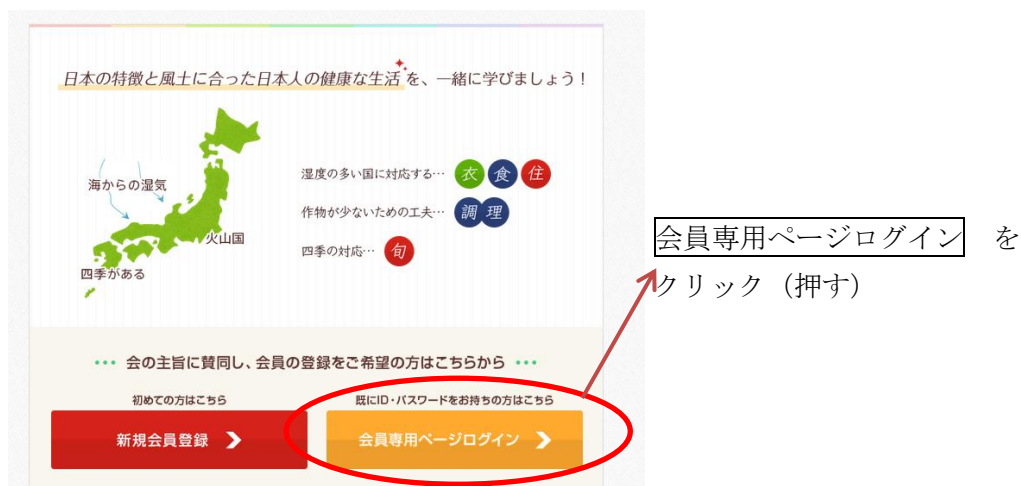 日本の特徴と風土に合った日本人の健康な生活を、一緒に学びましょう！
海からの湿気
火山国
四季がある
湿度の多い国に対応する… 衣 食 住
作物が少ないための工夫… 調 理
四季の対応… 旬
会員専用ページログイン を
クリック（押す）
… 会の主旨に賛同し、会員の登録をご希望の方はこちらから …
初めての方はこちら
新規会員登録
既にID・パスワードをお持ちの方はこちら
会員専用ページログイン